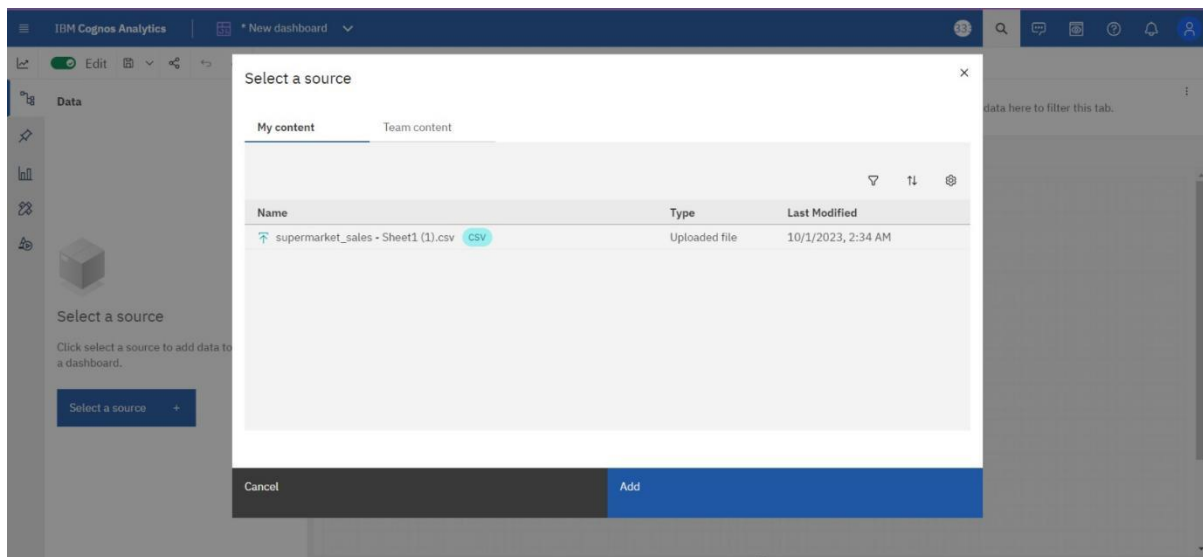 IBM Cognos Analytics
* New dashboard
Edit
Data
data here to filter this tab.
Select a source
Click select a source to add data to
a dashboard.
Select a source +
Select a source
My content Team content
Name Type Last Modified
supermarket_sales - Sheet1 (1).csv CSV Uploaded file 10/1/2023, 2:34 AM
Cancel Add